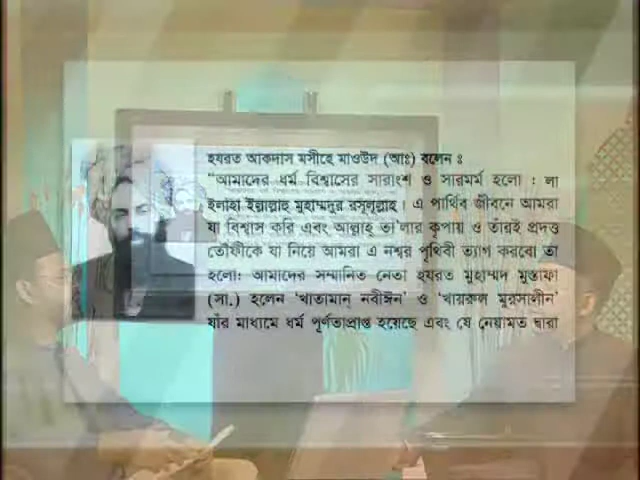 হযরত আকদাস মসীহে মাওউদ (আঃ) বলেন ঃ
“আমাদের ধর্ম বিশ্বাসের সারাংশ ও সারমর্ম হলো : লা
ইলাহা ইল্লাল্লাহু মুহাম্মদুর রসূলুল্লাহ। এ পার্থিব জীবনে আমরা
যা বিশ্বাস করি এবং আল্লাহ্ তা'লার কৃপায় ও তাঁরই প্রদত্ত
তৌফীকে যা নিয়ে আমরা এ নশ্বর পৃথিবী ত্যাগ করবো তা
হলো: আমাদের সম্মানিত নেতা হযরত মুহাম্মদ মুস্তাফা
(সা.) হলেন ‘খাতামান্ নবীঈন’ ও ‘খায়রুল মুরসালীন’
যাঁর মাধ্যমে ধর্ম পূর্ণতাপ্রাপ্ত হয়েছে এবং যে নেয়ামত দ্বারা